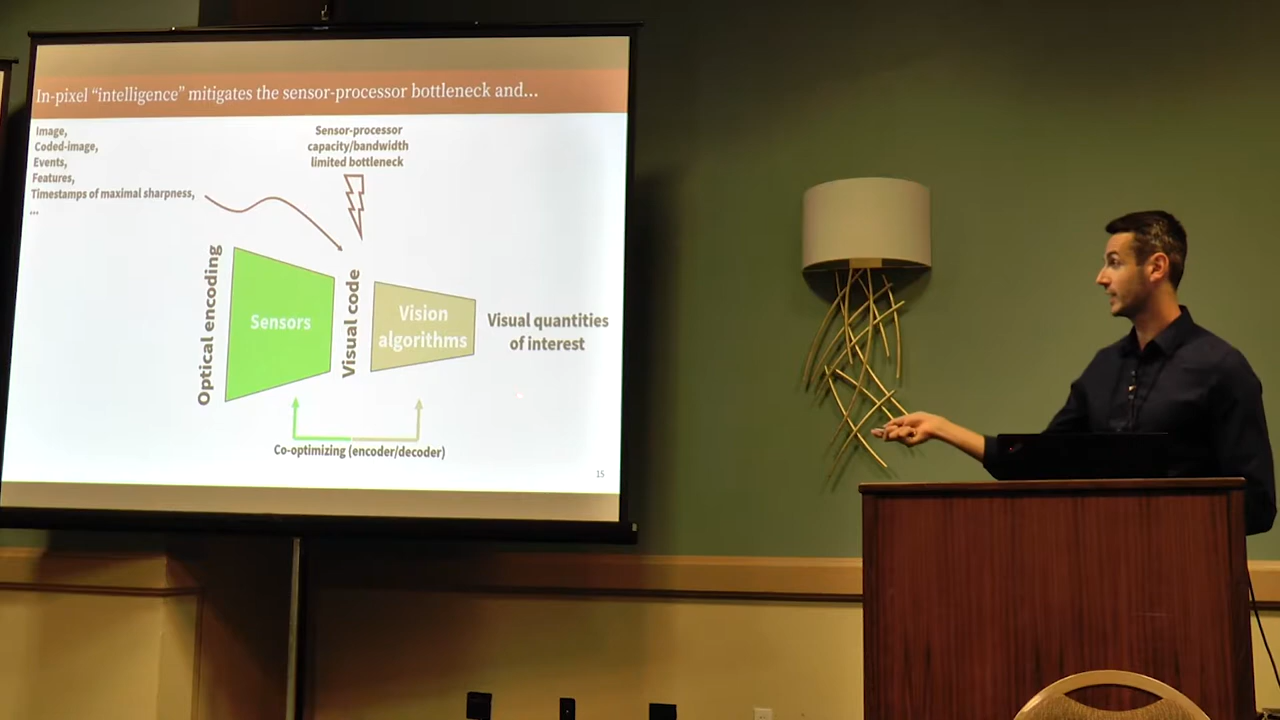 In-pixel “intelligence” mitigates the sensor-processor bottleneck and…
Image,
Coded-image,
Events,
Features,
Timestamps of maximal sharpness,
...
Sensor-processor
capacity/bandwidth
limited bottleneck
Optical encoding
Sensors
Visual code
Vision
algorithms
Visual quantities
of interest
Co-optimizing (encoder/decoder)
15